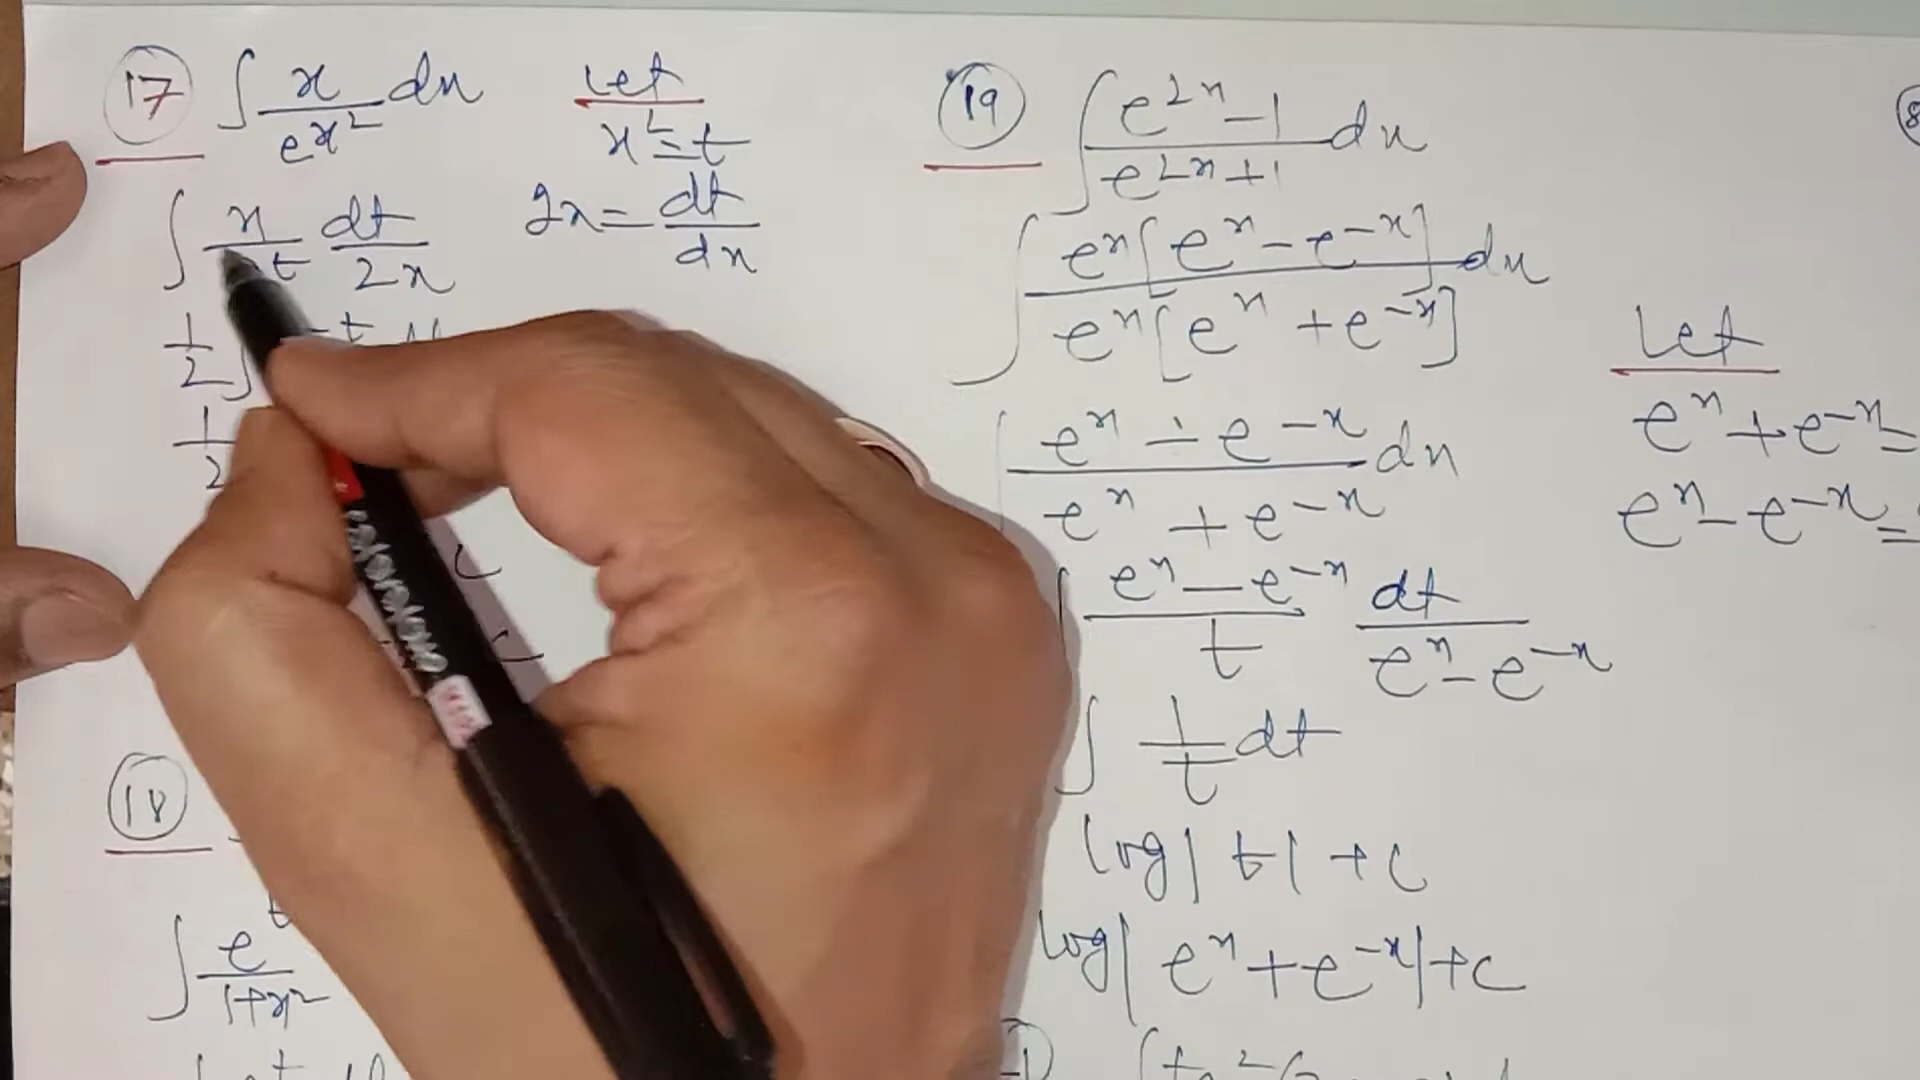 17 ∫ x/e^x² dx
Let
x² = t
2x = dt/dx
∫ x/ t dt/2x
1/2 ∫
1/2
18
∫ e /1+x²
19 ∫ e^2x - 1 / e^2x + 1 dx
∫ e^x [e^x - e^-x] / e^x [e^x + e^-x] dx
Let
e^x + e^-x =
e^x - e^-x =
∫ e^x - e^-x / e^x + e^-x dx
∫ e^x - e^-x / t dt / e^x - e^-x
∫ 1/t dt
log |t| + c
log |e^x + e^-x| + c